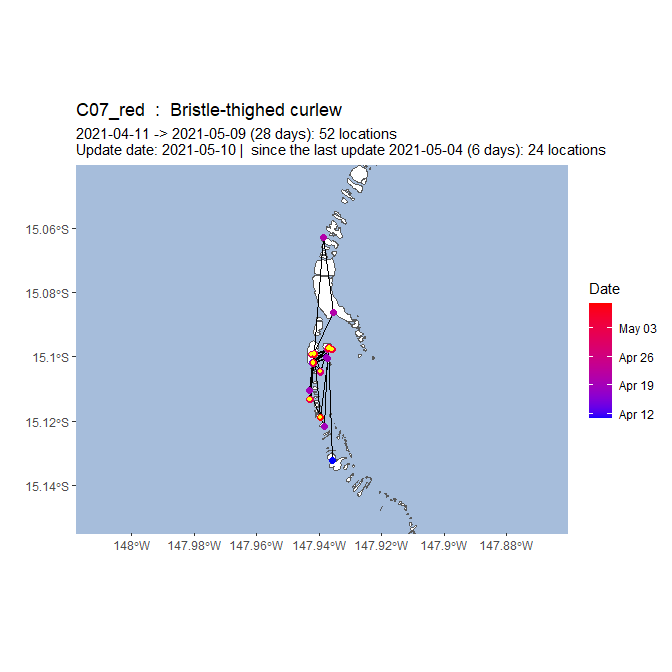 C07_red  :  Bristle-thighed curlew
2021-04-11 -> 2021-05-09 (28 days): 52 locations
Update date: 2021-05-10 |  since the last update 2021-05-04 (6 days): 24 locations
15.06°S
15.08°S
15.1°S
15.12°S
15.14°S
148°W
147.98°W
147.96°W
147.94°W
147.92°W
147.9°W
147.88°W
Date
May 03
Apr 26
Apr 19
Apr 12